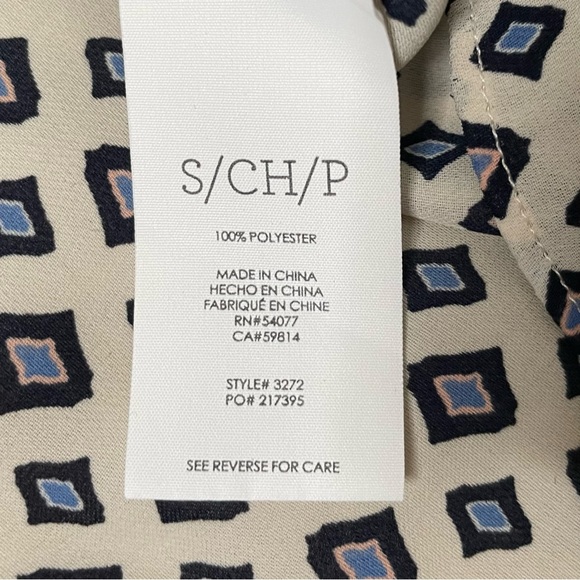 S/CH/P
100% POLYESTER
MADE IN CHINA
HECHO EN CHINA
FABRIQUÉ EN CHINE
RN#54077
CA#59814
STYLE# 3272
PO# 217395
SEE REVERSE FOR CARE